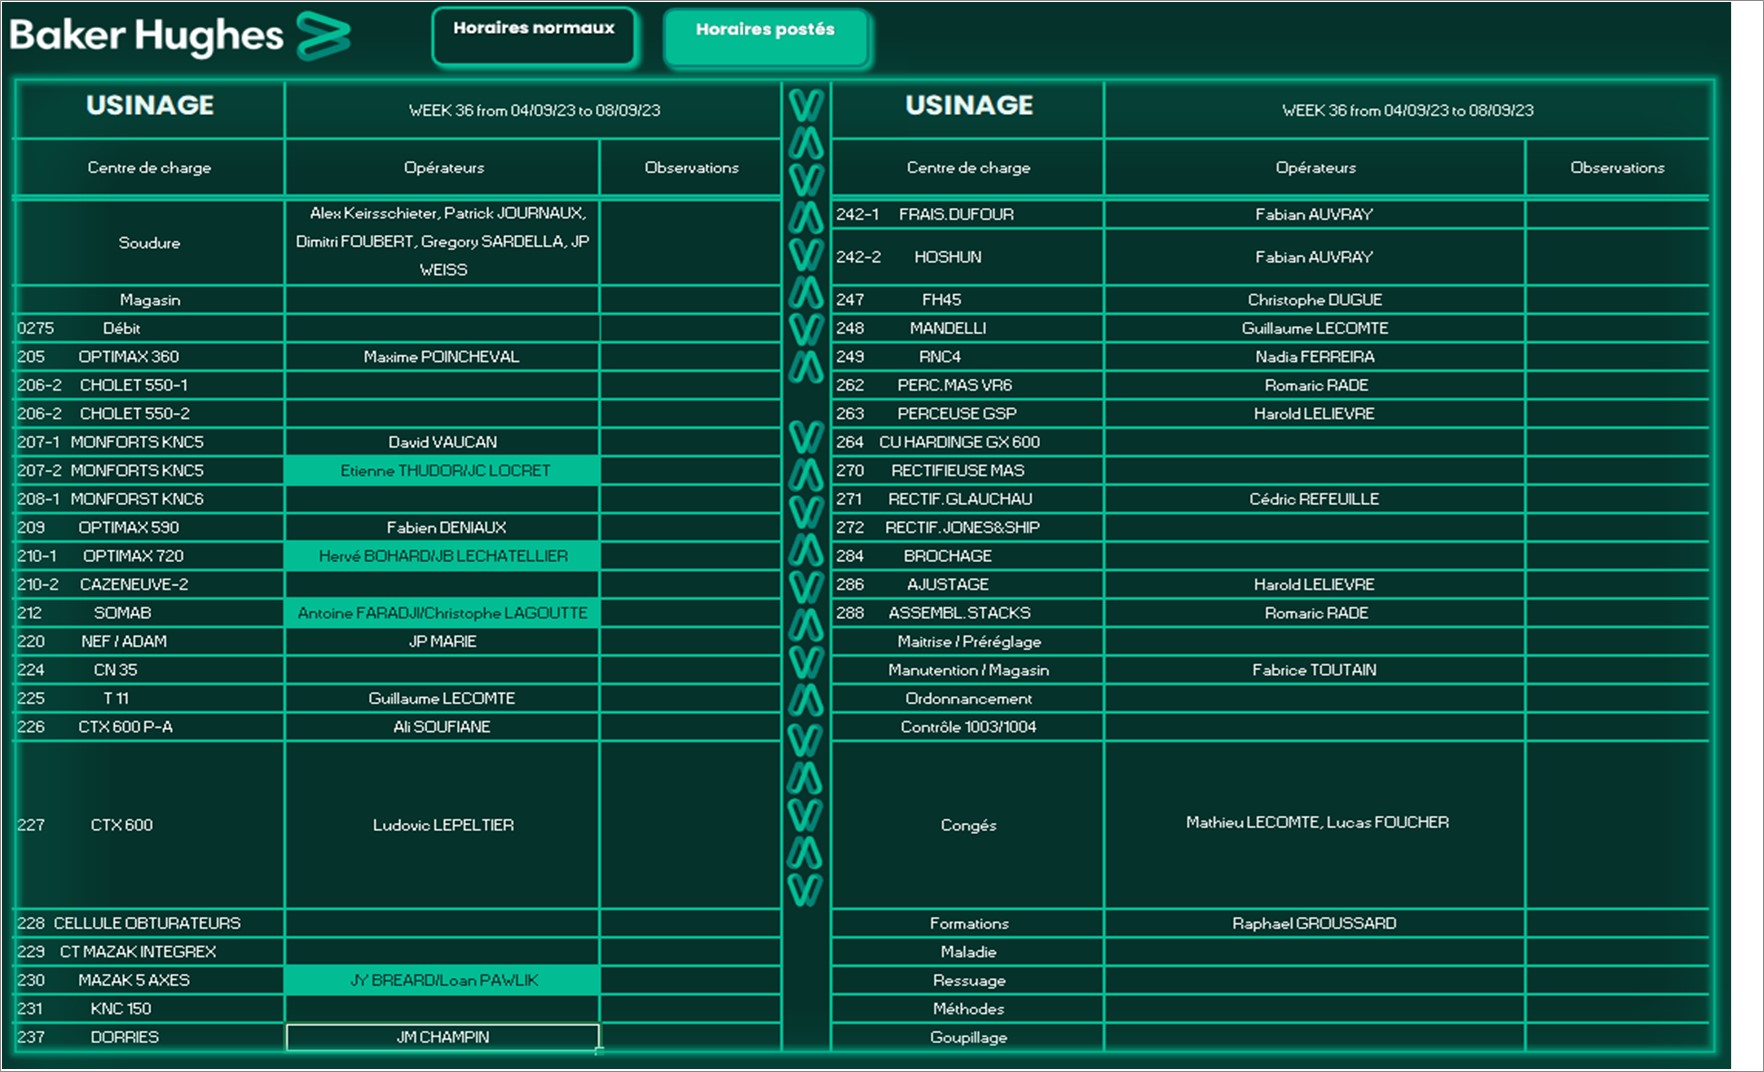 Baker Hughes
Horaires normaux
Horaires postés
USINAGE WEEK 36 from 04/09/23 to 08/09/23
Centre de charge Opérateurs Observations
Soudure Alex Keirsschieter, Patrick JOURNAUX,
Dimitri FOUBERT, Gregory SARDELLA, JP
WEISS
Magasin
0275 Débit
205 OPTIMAX 360 Maxime POINCHEVAL
206-2 CHOLET 550-1
206-2 CHOLET 550-2
207-1 MONFORTS KNC5 David VAUCAN
207-2 MONFORTS KNC5 Etienne THUDOR/JC LOCRET
208-1 MONFORST KNC6
209 OPTIMAX 590 Fabien DENIAUX
210-1 OPTIMAX 720 Hervé BOHARD/JB LECHATELLIER
210-2 CAZENEUVE-2
212 SOMAB Antoine FARADJI/Christophe LAGOUTTE
220 NEF / ADAM JP MARIE
224 CN 35
225 T 11 Guillaume LECOMTE
226 CTX 600 P-A Ali SOUFIANE
227 CTX 600 Ludovic LEPELTIER
228 CELLULE OBTURATEURS
229 CT MAZAK INTEGREX
230 MAZAK 5 AXES JY BREARD/Loan PAWLIK
231 KNC 150
237 DORRIES JM CHAMPIN
USINAGE WEEK 36 from 04/09/23 to 08/09/23
Centre de charge Opérateurs Observations
242-1 FRAIS.DUFOUR Fabian AUVRAY
242-2 HOSHUN Fabian AUVRAY
247 FH45 Christophe DUGUE
248 MANDELLI Guillaume LECOMTE
249 RNC4 Nadia FERREIRA
262 PERC.MAS VR6 Romaric RADE
263 PERCEUSE GSP Harold LELIEVRE
264 CU HARDINGE GX 600
270 RECTIFIEUSE MAS
271 RECTIF.GLAUCHAU Cédric REFEUILLE
272 RECTIF.JONES&SHIP
284 BROCHAGE
286 AJUSTAGE Harold LELIEVRE
288 ASSEMBL.STACKS Romaric RADE
Maitrise / Préréglage
Manutention / Magasin Fabrice TOUTAIN
Ordonnancement
Contrôle 1003/1004
Congés Mathieu LECOMTE, Lucas FOUCHER
Formations Raphael GROUSSARD
Maladie
Ressuage
Méthodes
Goupillage